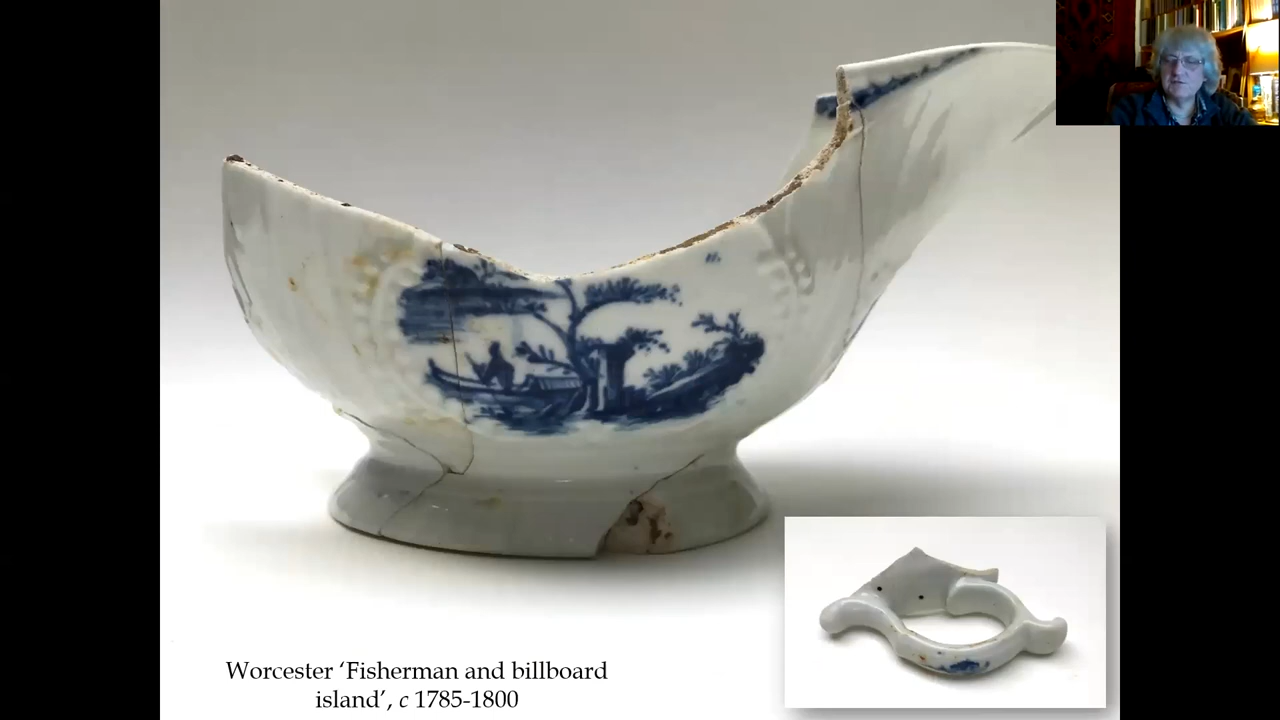 Worcester ‘Fisherman and billboard
island’, c 1785-1800